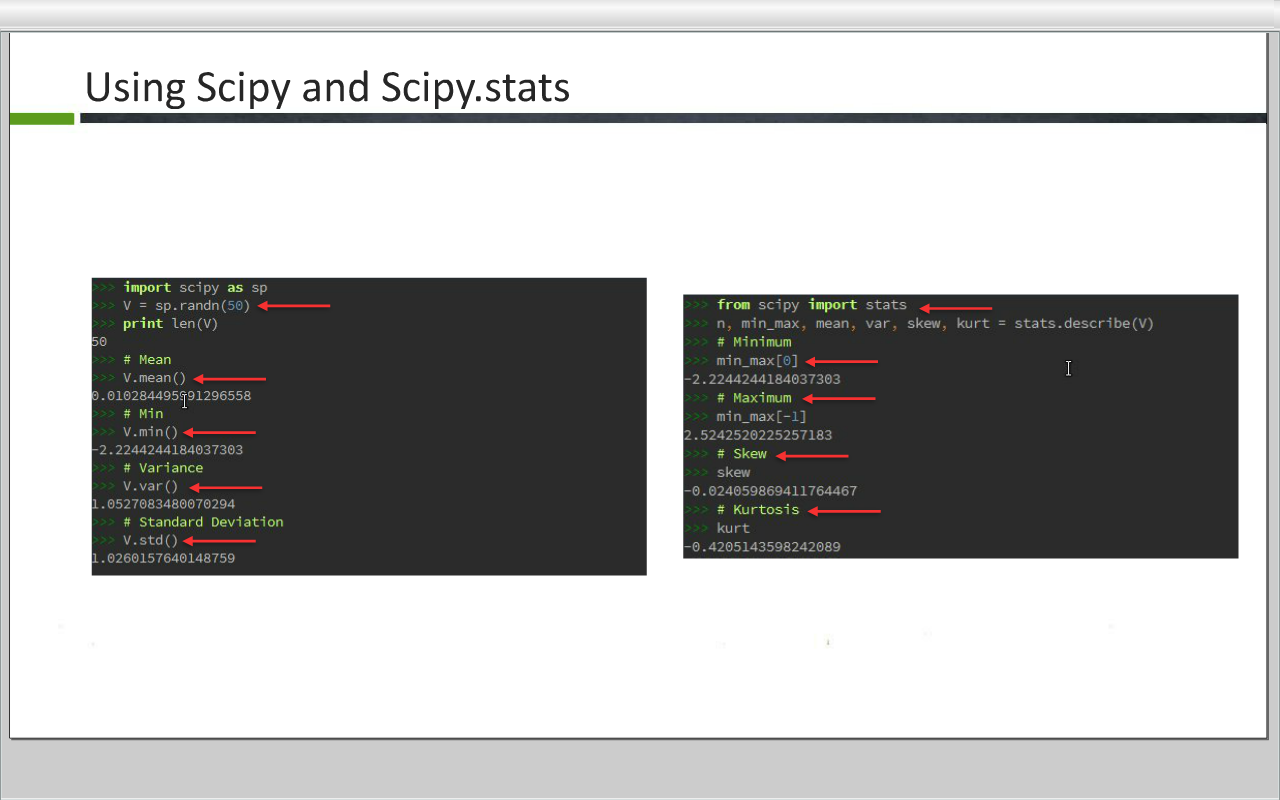 Using Scipy and Scipy.stats
>>> import scipy as sp
>>> V = sp.randn(50)
>>> print len(V)
50
>>> # Mean
>>> V.mean()
>>> # Min
>>> V.min()
-2.2244244184037303
>>> # Variance
>>> V.var()
1.0527083480070294
>>> # Standard Deviation
>>> V.std()
1.0260157640148759
>>> from scipy import stats
>>> n, min_max, mean, var, skew, kurt = stats.describe(V)
>>> # Minimum
>>> min_max[0]
-2.2244244184037303
>>> # Maximum
>>> min_max[-1]
2.5242520225257183
>>> # Skew
>>> skew
-0.024059869411764467
>>> # Kurtosis
>>> kurt
-0.4205143598242089